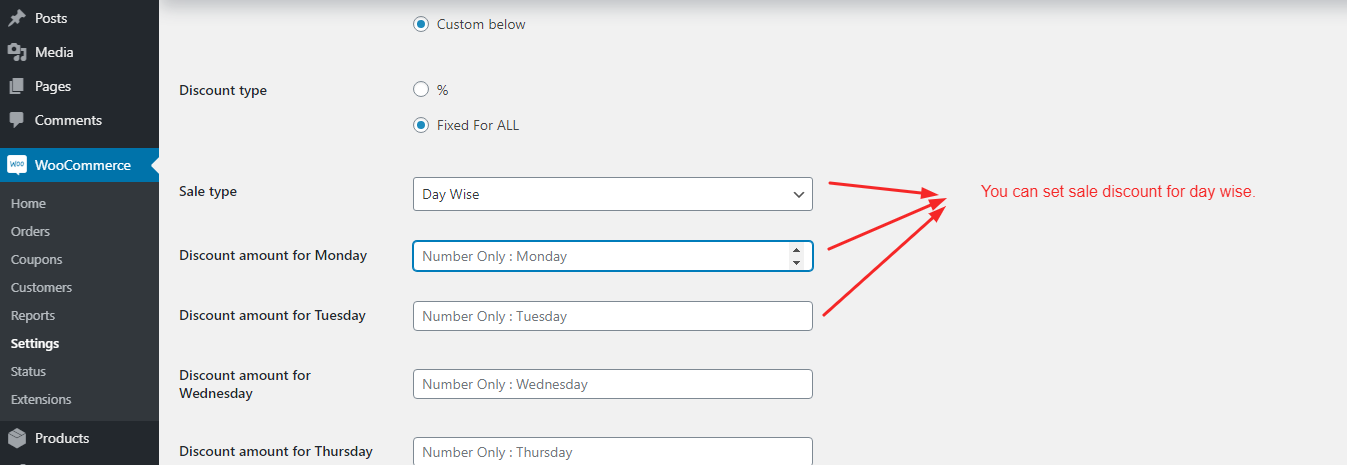 Posts
Media
Pages
Comments
WOO
WooCommerce
Home
Orders
Coupons
Customers
Reports
Settings
Status
Extensions
Products
Custom below
Discount type
%
Fixed For ALL
Sale type
Day Wise
You can set sale discount for day wise.
Discount amount for Monday
Number Only : Monday
Discount amount for Tuesday
Number Only : Tuesday
Discount amount for
Wednesday
Number Only : Wednesday
Discount amount for Thursday
Number Only : Thursday